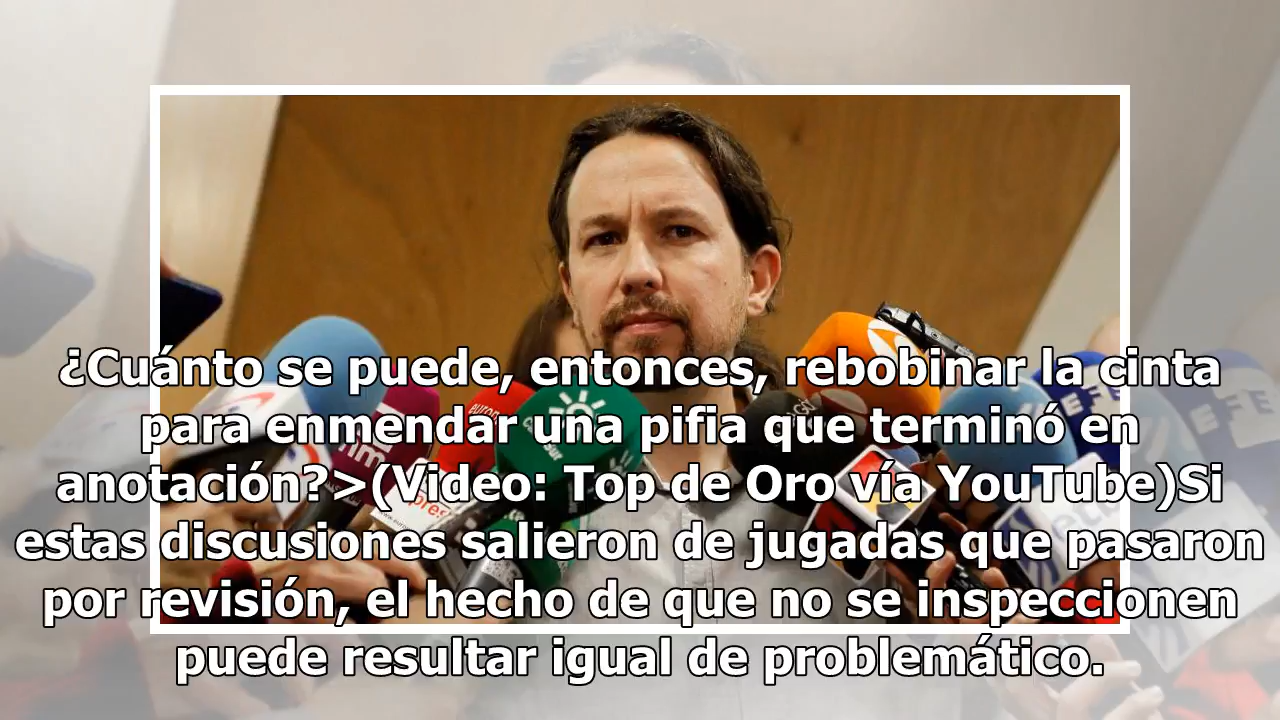 ¿Cuánto se puede, entonces, rebobinar la cinta
para enmendar una pifia que terminó en
anotación?>(Video: Top de Oro vía YouTube)Si
estas discusiones salieron de jugadas que pasaron
por revisión, el hecho de que no se inspeccionen
puede resultar igual de problemático.
EFE
EFE